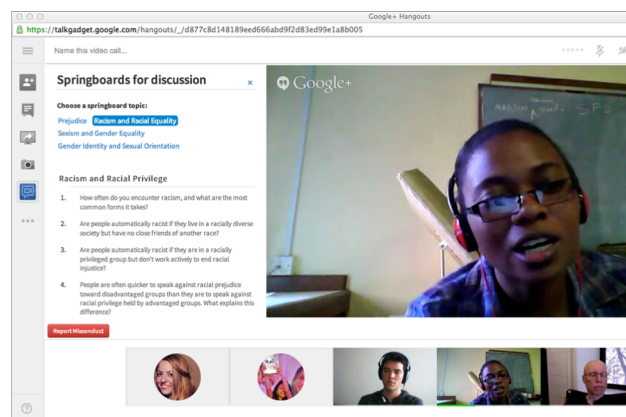 Google+ Hangouts
https://talkgadget.google.com/hangouts/_/d877c8d148189eed666abd9f2d83ed99e1a8b005
Name this video call...
Springboards for discussion
x
Google+
Choose a springboard topic:
Prejudice Racism and Racial Equality
Sexism and Gender Equality
Gender Identity and Sexual Orientation
Racism and Racial Privilege
1. How often do you encounter racism, and what are the most
common forms it takes?
2. Are people automatically racist if they live in a racially diverse
society but have no close friends of another race?
3. Are people automatically racist if they are in a racially
privileged group but don't work actively to end racial
injustice?
4. People are often quicker to speak against racial prejudice
toward disadvantaged groups than they are to speak against
racial privilege held by advantaged groups. What explains this
difference?
Report Misconduct